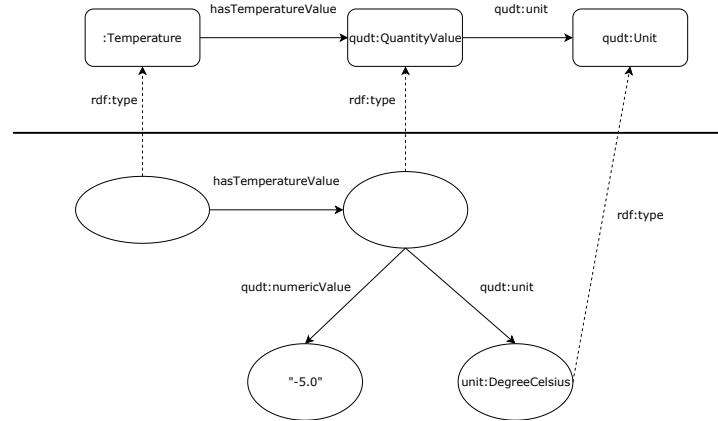 hasTemperatureValue
qudt:unit
:Temperature
qudt:QuantityValue
qudt:Unit
rdf:type
rdf:type
hasTemperatureValue
rdf:type
qudt:numericValue
qudt:unit
"-5.0"
unit:DegreeCelsius